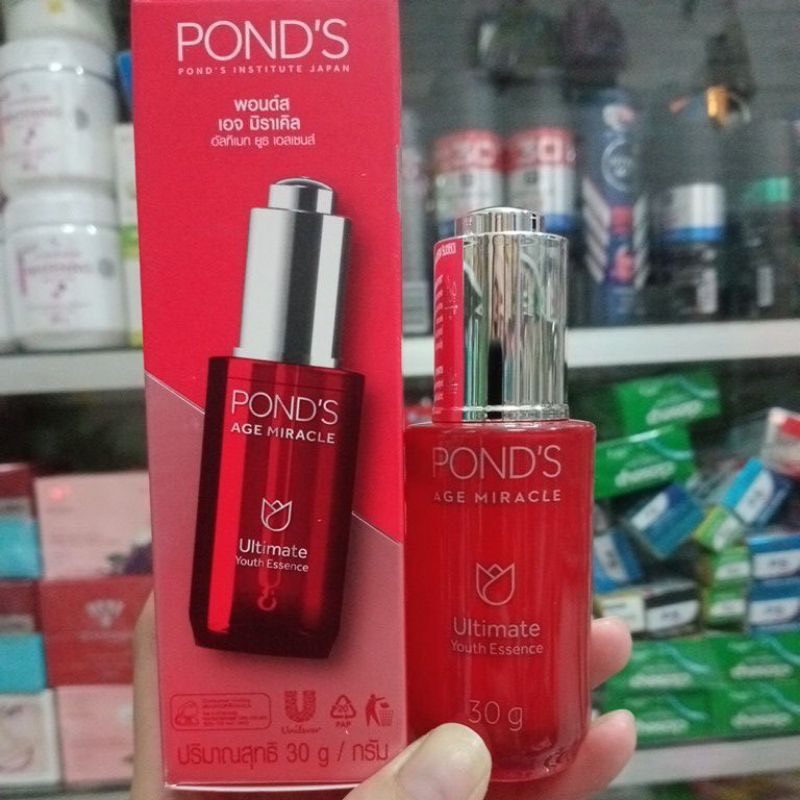 POND'S
POND'S INSTITUTE JAPAN
พอนด์ส
เอจ มิราเคิล
อัลทิเมท ยูธ เอสเซนส์
POND'S
AGE MIRACLE
Ultimate
Youth Essence
Unilever
20
PAP
ปริมาณสุทธิ 30 g / กรัม
POND'S
AGE MIRACLE
Ultimate
Youth Essence
30 g